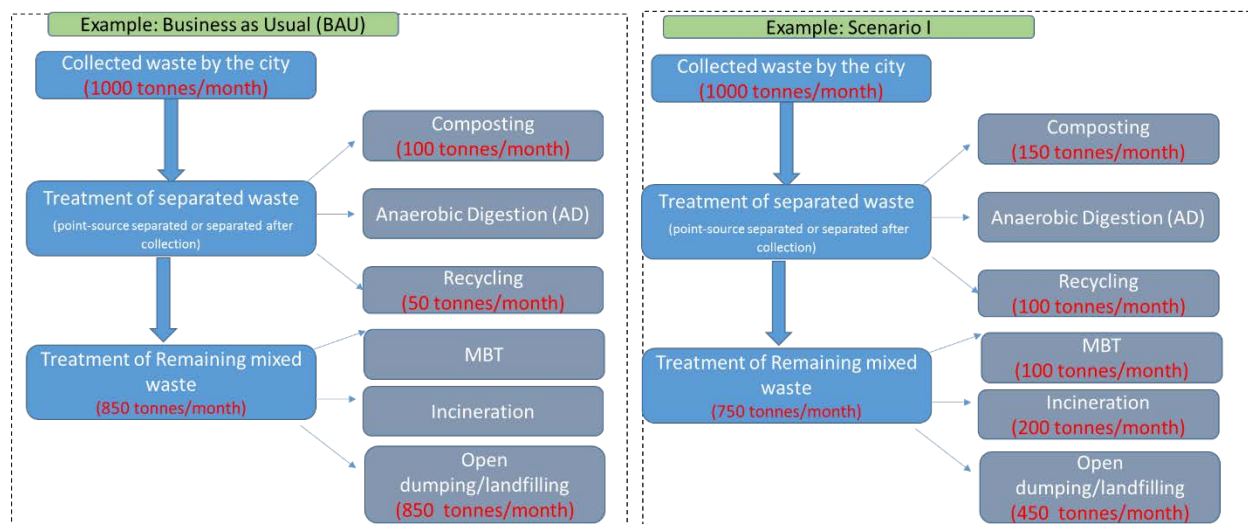 Example: Business as Usual (BAU)
Collected waste by the city
(1000 tonnes/month)
Composting
(100 tonnes/month)
Treatment of separated waste
(point-source separated or separated after
collection)
Anaerobic Digestion (AD)
Recycling
(50 tonnes/month)
Treatment of Remaining mixed
waste
(850 tonnes/month)
MBT
Incineration
Open
dumping/landfilling
(850 tonnes/month)
Example: Scenario I
Collected waste by the city
(1000 tonnes/month)
Composting
(150 tonnes/month)
Treatment of separated waste
(point-source separated or separated after
collection)
Anaerobic Digestion (AD)
Recycling
(100 tonnes/month)
Treatment of Remaining mixed
waste
(750 tonnes/month)
MBT
(100 tonnes/month)
Incineration
(200 tonnes/month)
Open
dumping/landfilling
(450 tonnes/month)